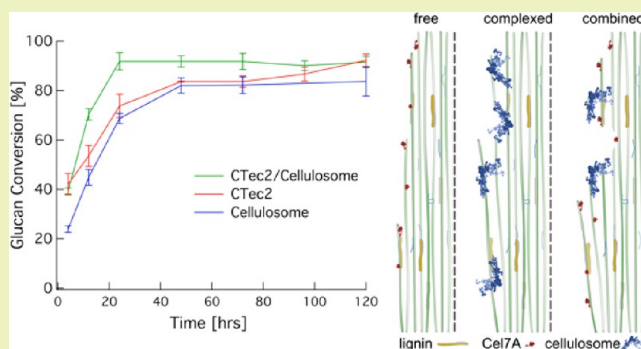 100
80
60
40
20
0
Glucan Conversion [%]
0 20 40 60 80 100 120
Time [hrs]
CTec2/Cellulosome
CTec2
Cellulosome
free complexed combined
lignin Cel7A cellulosome